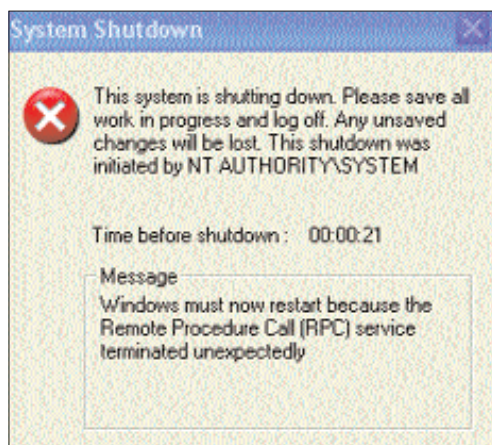 System Shutdown
This system is shutting down. Please save all
work in progress and log off. Any unsaved
changes will be lost. This shutdown was
initiated by NT AUTHORITY\SYSTEM
Time before shutdown : 00:00:21
Message
Windows must now restart because the
Remote Procedure Call (RPC) service
terminated unexpectedly